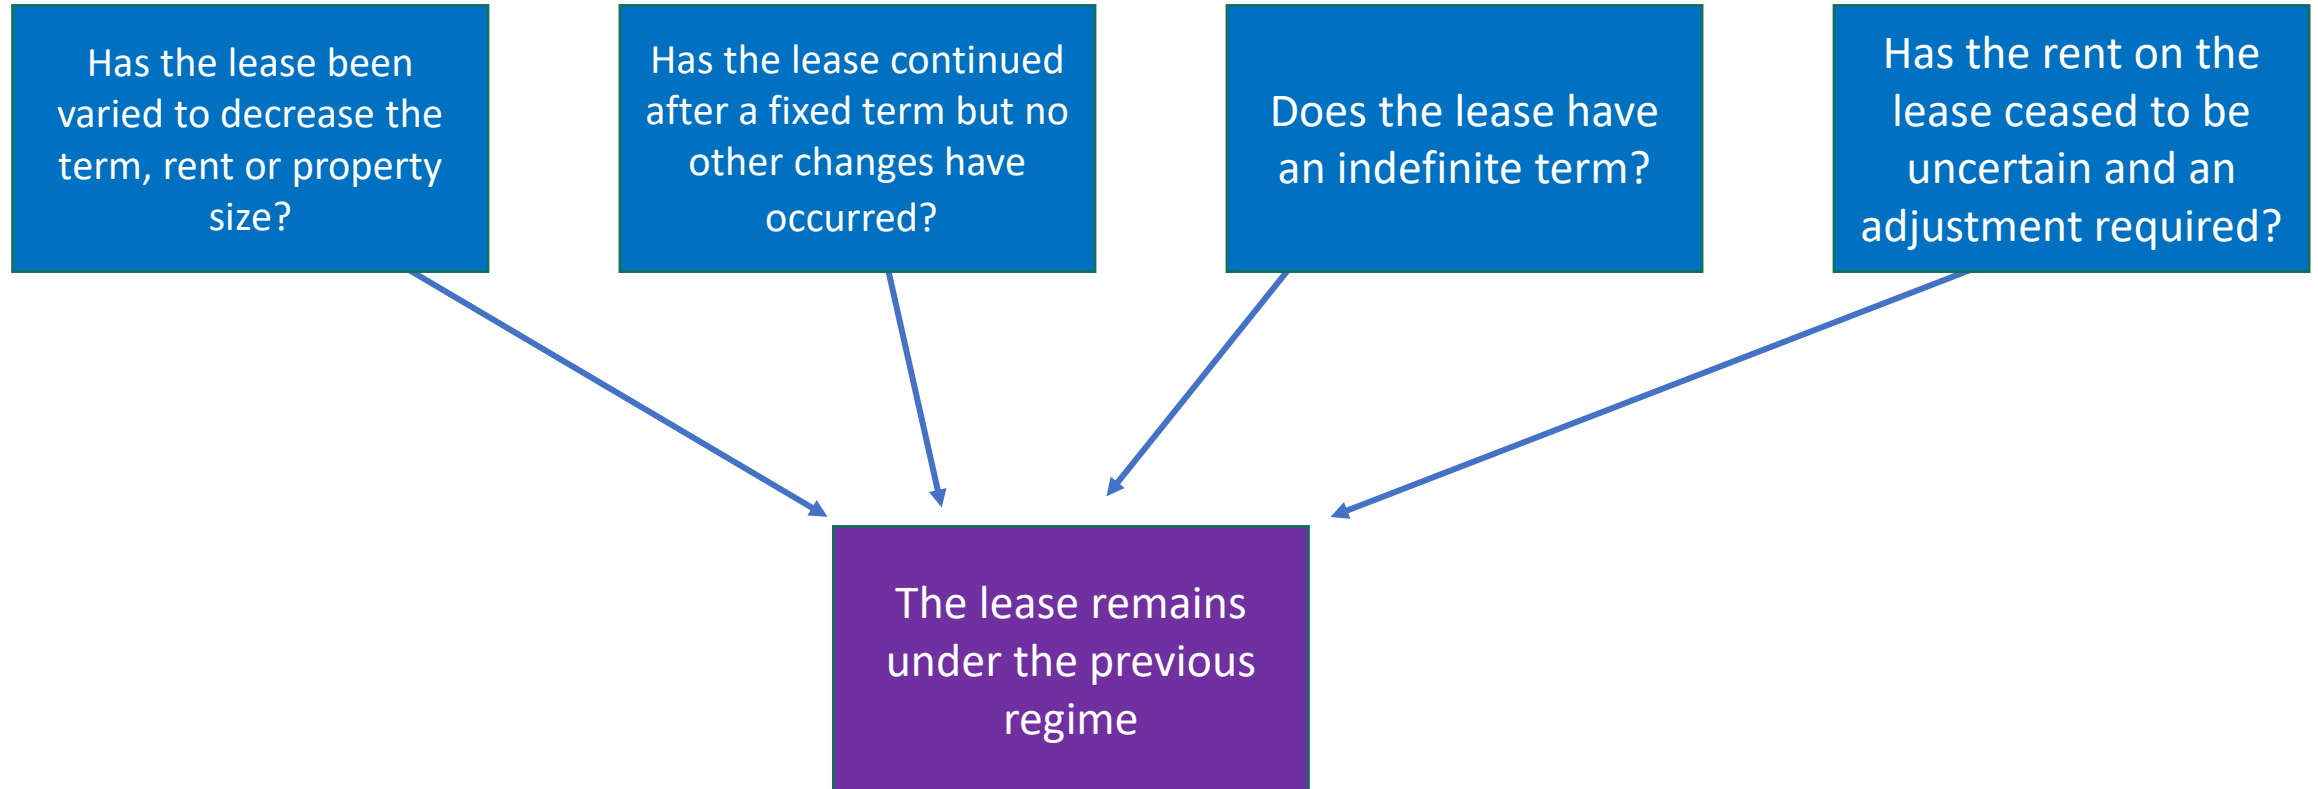 Has the lease been
varied to decrease the
term, rent or property
size?
Has the lease continued
after a fixed term but no
other changes have
occurred?
Does the lease have
an indefinite term?
Has the rent on the
lease ceased to be
uncertain and an
adjustment required?
The lease remains
under the previous
regime